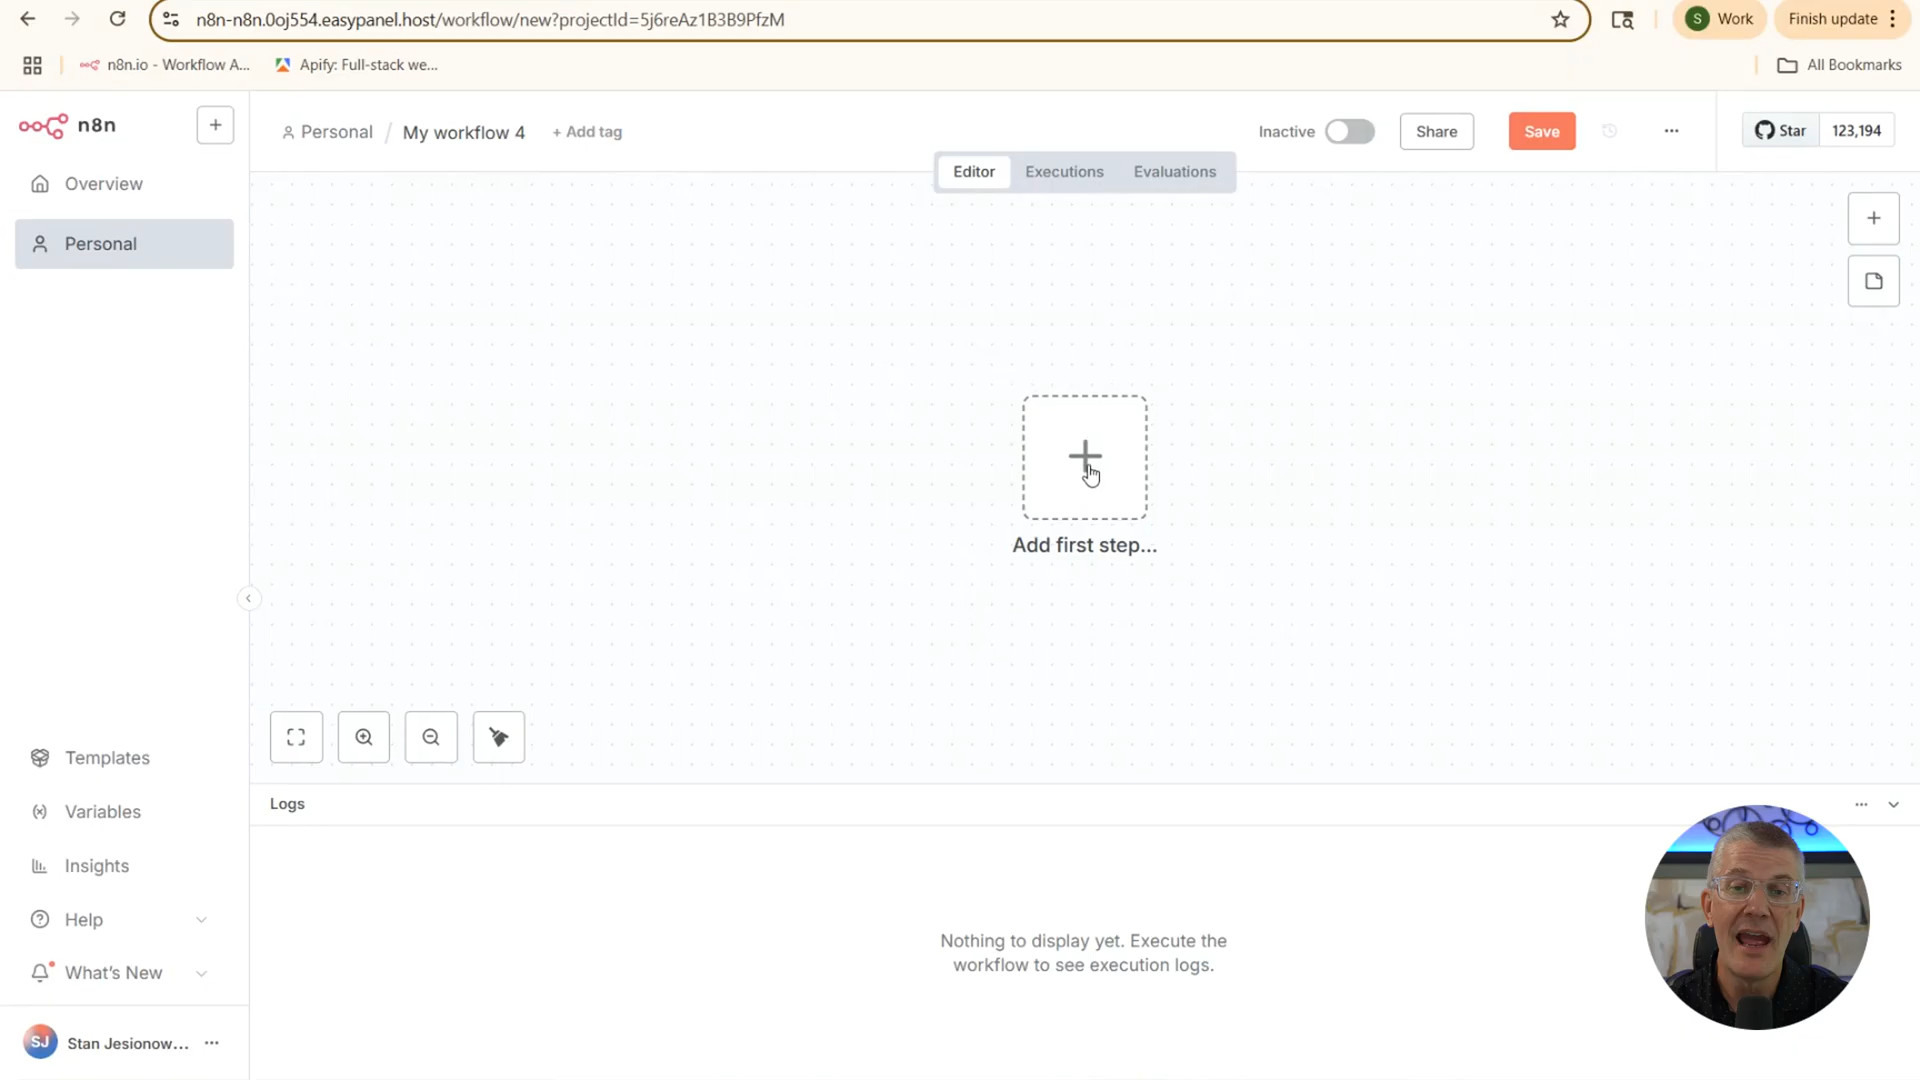 n8n-n8n.0oj554.easypanel.host/workflow/new?projectId=5j6reAz1B3B9PfzM
S Work
Finish update
n8n.io - Workflow A...
Apify: Full-stack we...
All Bookmarks
n8n
Personal / My workflow 4 + Add tag
Inactive
Share
Save
Star 123,194
Editor Executions Evaluations
Overview
Personal
Add first step...
Templates
Variables
Insights
Help
What's New
Logs
Nothing to display yet. Execute the
workflow to see execution logs.
SJ Stan Jesionow...